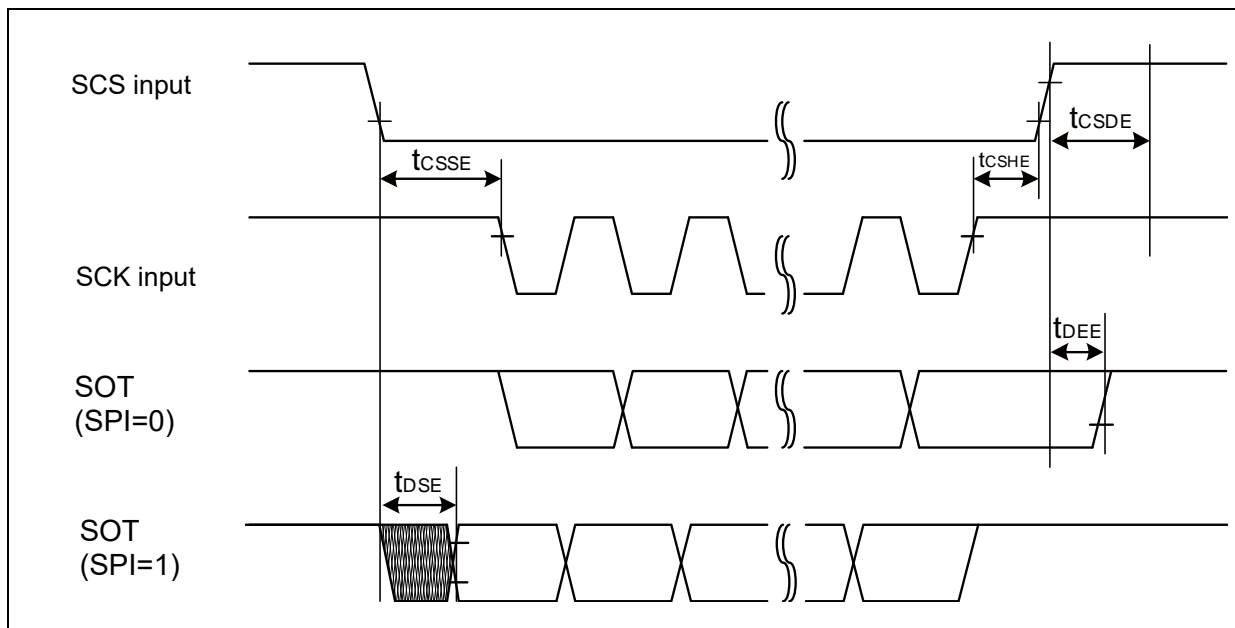 SCS input
tCSDE
tCSSE
tCSHE
SCK input
tDEE
SOT
(SPI=0)
tDSE
SOT
(SPI=1)